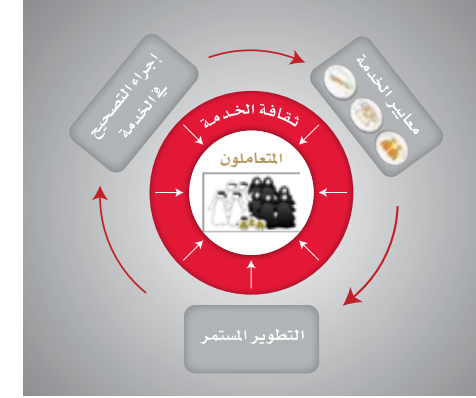 إجراء التصحيح
في الخدمة
معايير الخدمة
ثقافة الخدمة
المتعاملون
التطوير المستمر